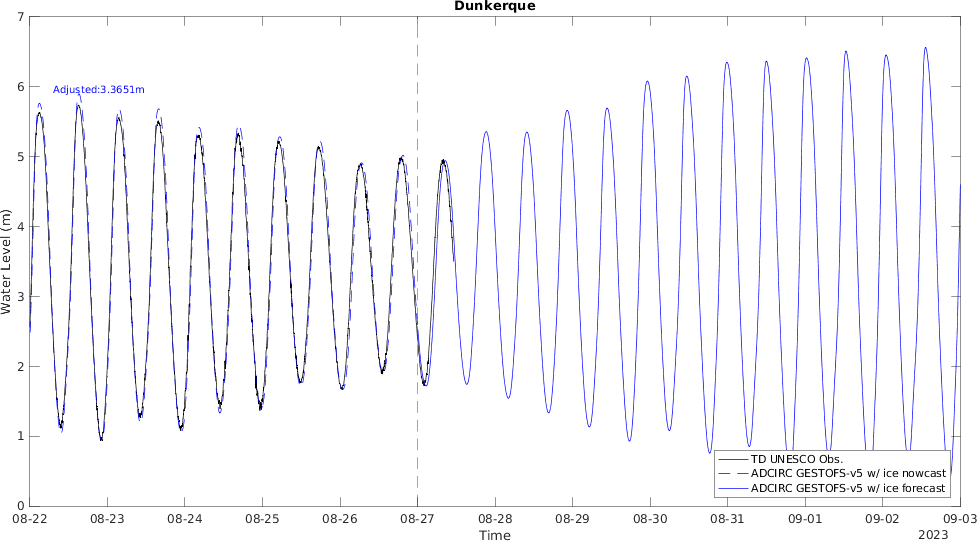 Dunkerque
7
6
5
4
3
2
1
0
Water Level (m)
Adjusted:3.3651m
TD UNESCO Obs.
ADCIRC GESTOFS-v5 w/ ice nowcast
ADCIRC GESTOFS-v5 w/ ice forecast
08-22 08-23 08-24 08-25 08-26 08-27 08-28 08-29 08-30 08-31 09-01 09-02 09-03
Time
2023